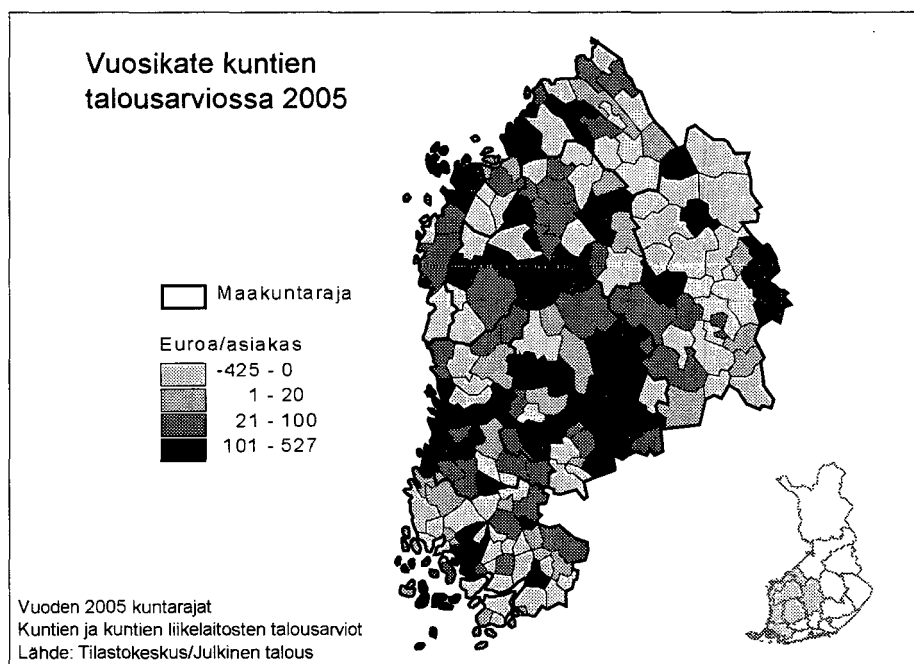 Vuosikate kuntien
talousarviossa 2005
Maakuntaraja
Euroa/asiakas
-425 - 0
1 - 20
21 - 100
101 - 527
Vuoden 2005 kuntarajat
Kuntien ja kuntien liikelaitosten talousarviot
Lähde: Tilastokeskus/Julkinen talous